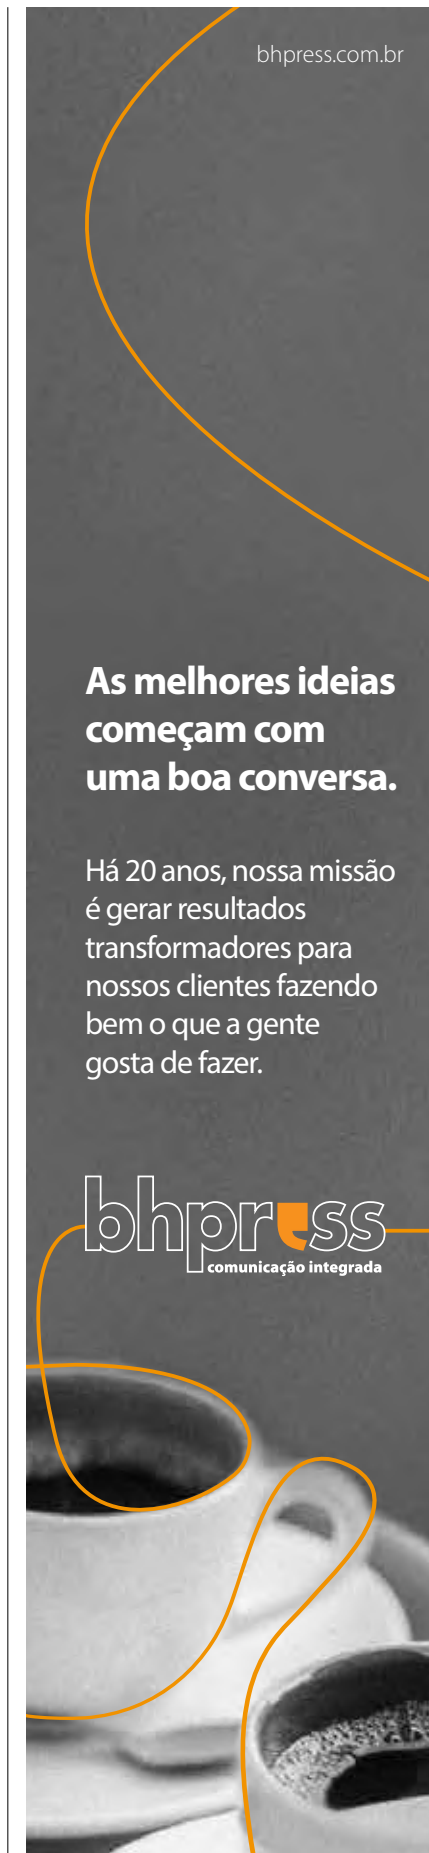 bhpress.com.br
As melhores ideias
começam com
uma boa conversa.
Há 20 anos, nossa missão
é gerar resultados
transformadores para
nossos clientes fazendo
bem o que a gente
gosta de fazer.
bhpress
comunicação integrada